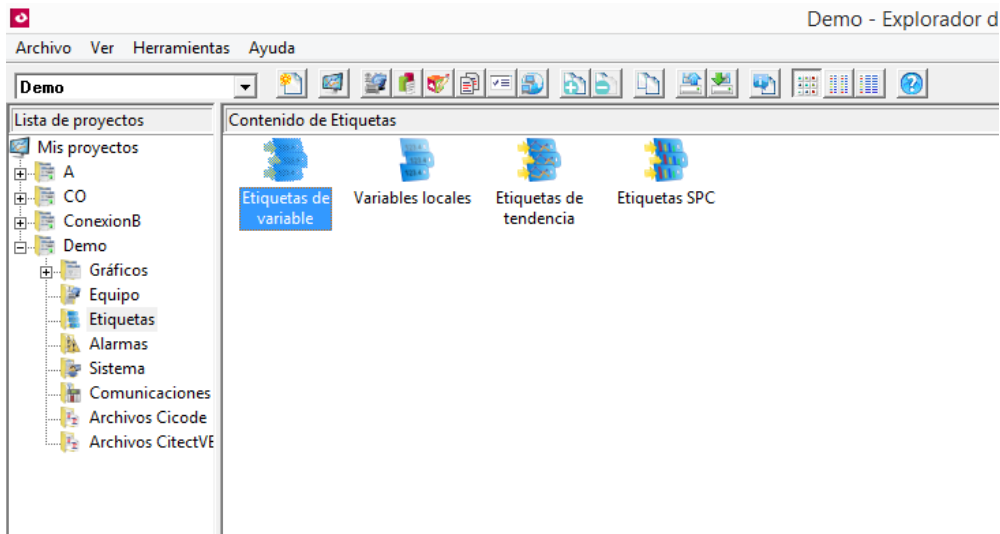 Demo - Explorador d
Archivo Ver Herramientas Ayuda
Demo
Lista de proyectos
Contenido de Etiquetas
Mis proyectos
A
CO
ConexionB
Demo
Gráficos
Equipo
Etiquetas
Alarmas
Sistema
Comunicaciones
Archivos Cicode
Archivos CitectVB
Etiquetas de
variable
Variables locales
Etiquetas de
tendencia
Etiquetas SPC